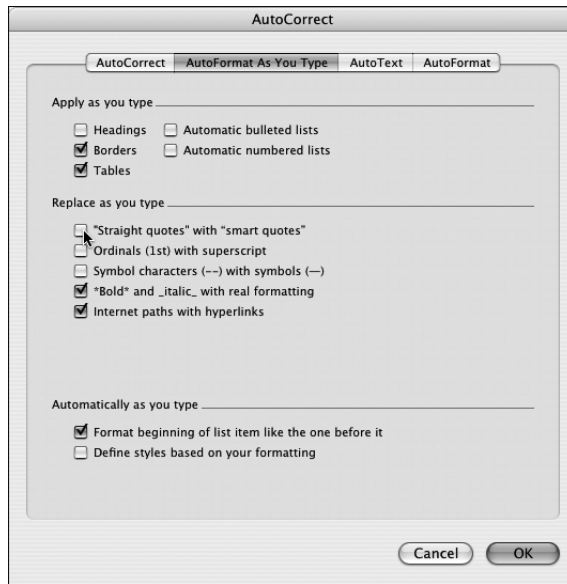 AutoCorrect
AutoCorrect AutoFormat As You Type AutoText AutoFormat
Apply as you type
Headings Automatic bulleted lists
Borders Automatic numbered lists
Tables
Replace as you type
"Straight quotes" with “smart quotes”
Ordinals (1st) with superscript
Symbol characters (--) with symbols (—)
*Bold* and _italic_ with real formatting
Internet paths with hyperlinks
Automatically as you type
Format beginning of list item like the one before it
Define styles based on your formatting
Cancel OK